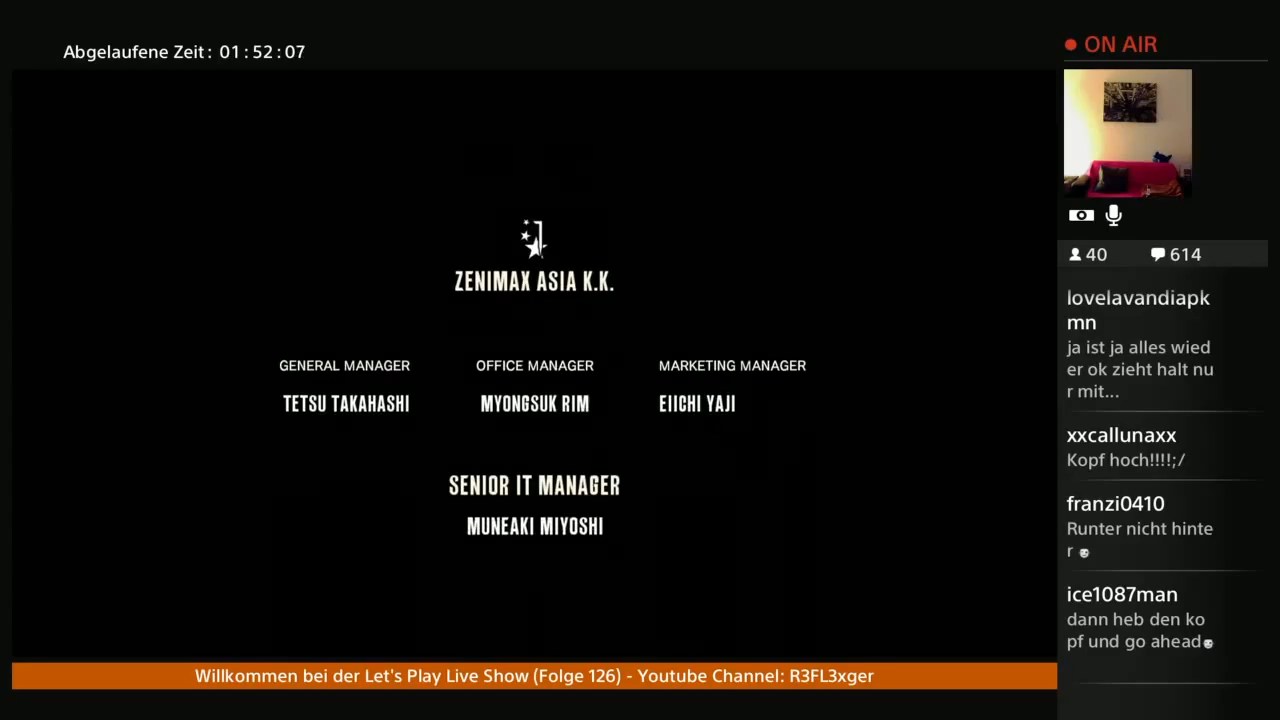 Abgelaufene Zeit: 01:52:07
ON AIR
ZENIMAX ASIA K.K.
GENERAL MANAGER
OFFICE MANAGER
MARKETING MANAGER
TETSU TAKAHASHI
MYONGSUK RIM
EIICHI YAJI
SENIOR IT MANAGER
MUNEAKI MIYOSHI
40
614
lovelavandiapk
mn
ja ist ja alles wied
er ok zieht halt nu
r mit...
xxcallunaxx
Kopf hoch!!!!;/
franzi0410
Runter nicht hinte
r
ice1087man
dann heb den ko
pf und go ahead
Willkommen bei der Let's Play Live Show (Folge 126) - Youtube Channel: R3FL3xger